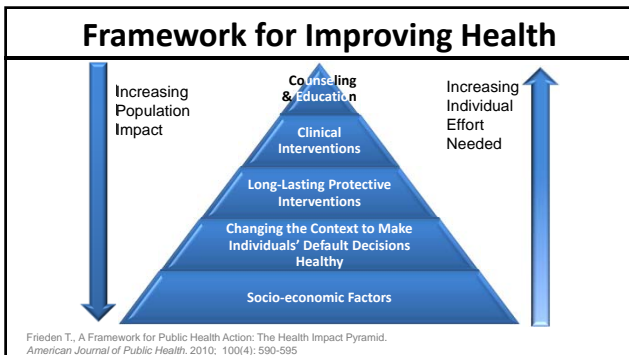 Framework for Improving Health
Increasing
Population
Impact
Counseling
& Education
Clinical
Interventions
Long-Lasting Protective
Interventions
Changing the Context to Make
Individuals' Default Decisions
Healthy
Socio-economic Factors
Increasing
Individual
Effort
Needed
Frieden T., A Framework for Public Health Action: The Health Impact Pyramid.
American Journal of Public Health. 2010; 100(4): 590-595